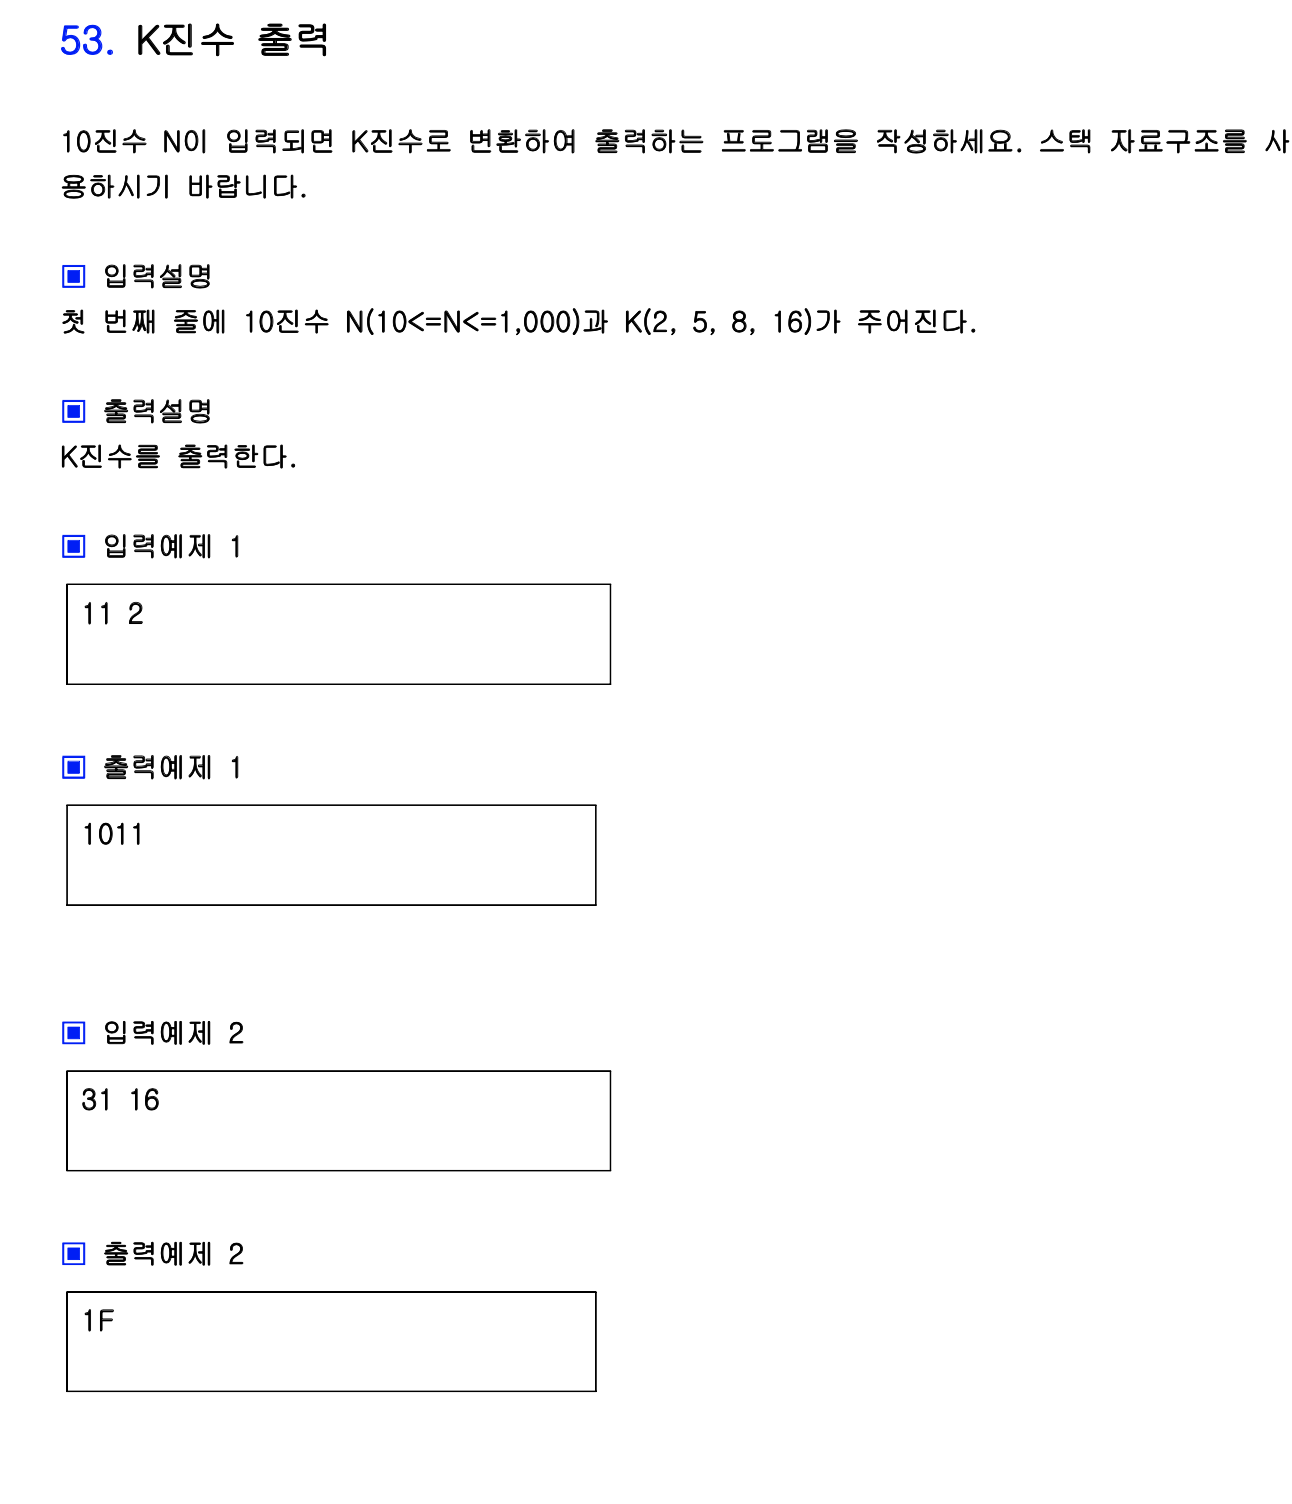 53. K진수 출력
10진수 N이 입력되면 K진수로 변환하여 출력하는 프로그램을 작성하세요. 스택 자료구조를 사
용하시기 바랍니다.
▣ 입력설명
첫 번째 줄에 10진수 N(10<=N<=1,000)과 K(2, 5, 8, 16)가 주어진다.
▣ 출력설명
K진수를 출력한다.
▣ 입력예제 1
11 2
▣ 출력예제 1
1011
▣ 입력예제 2
31 16
▣ 출력예제 2
1F